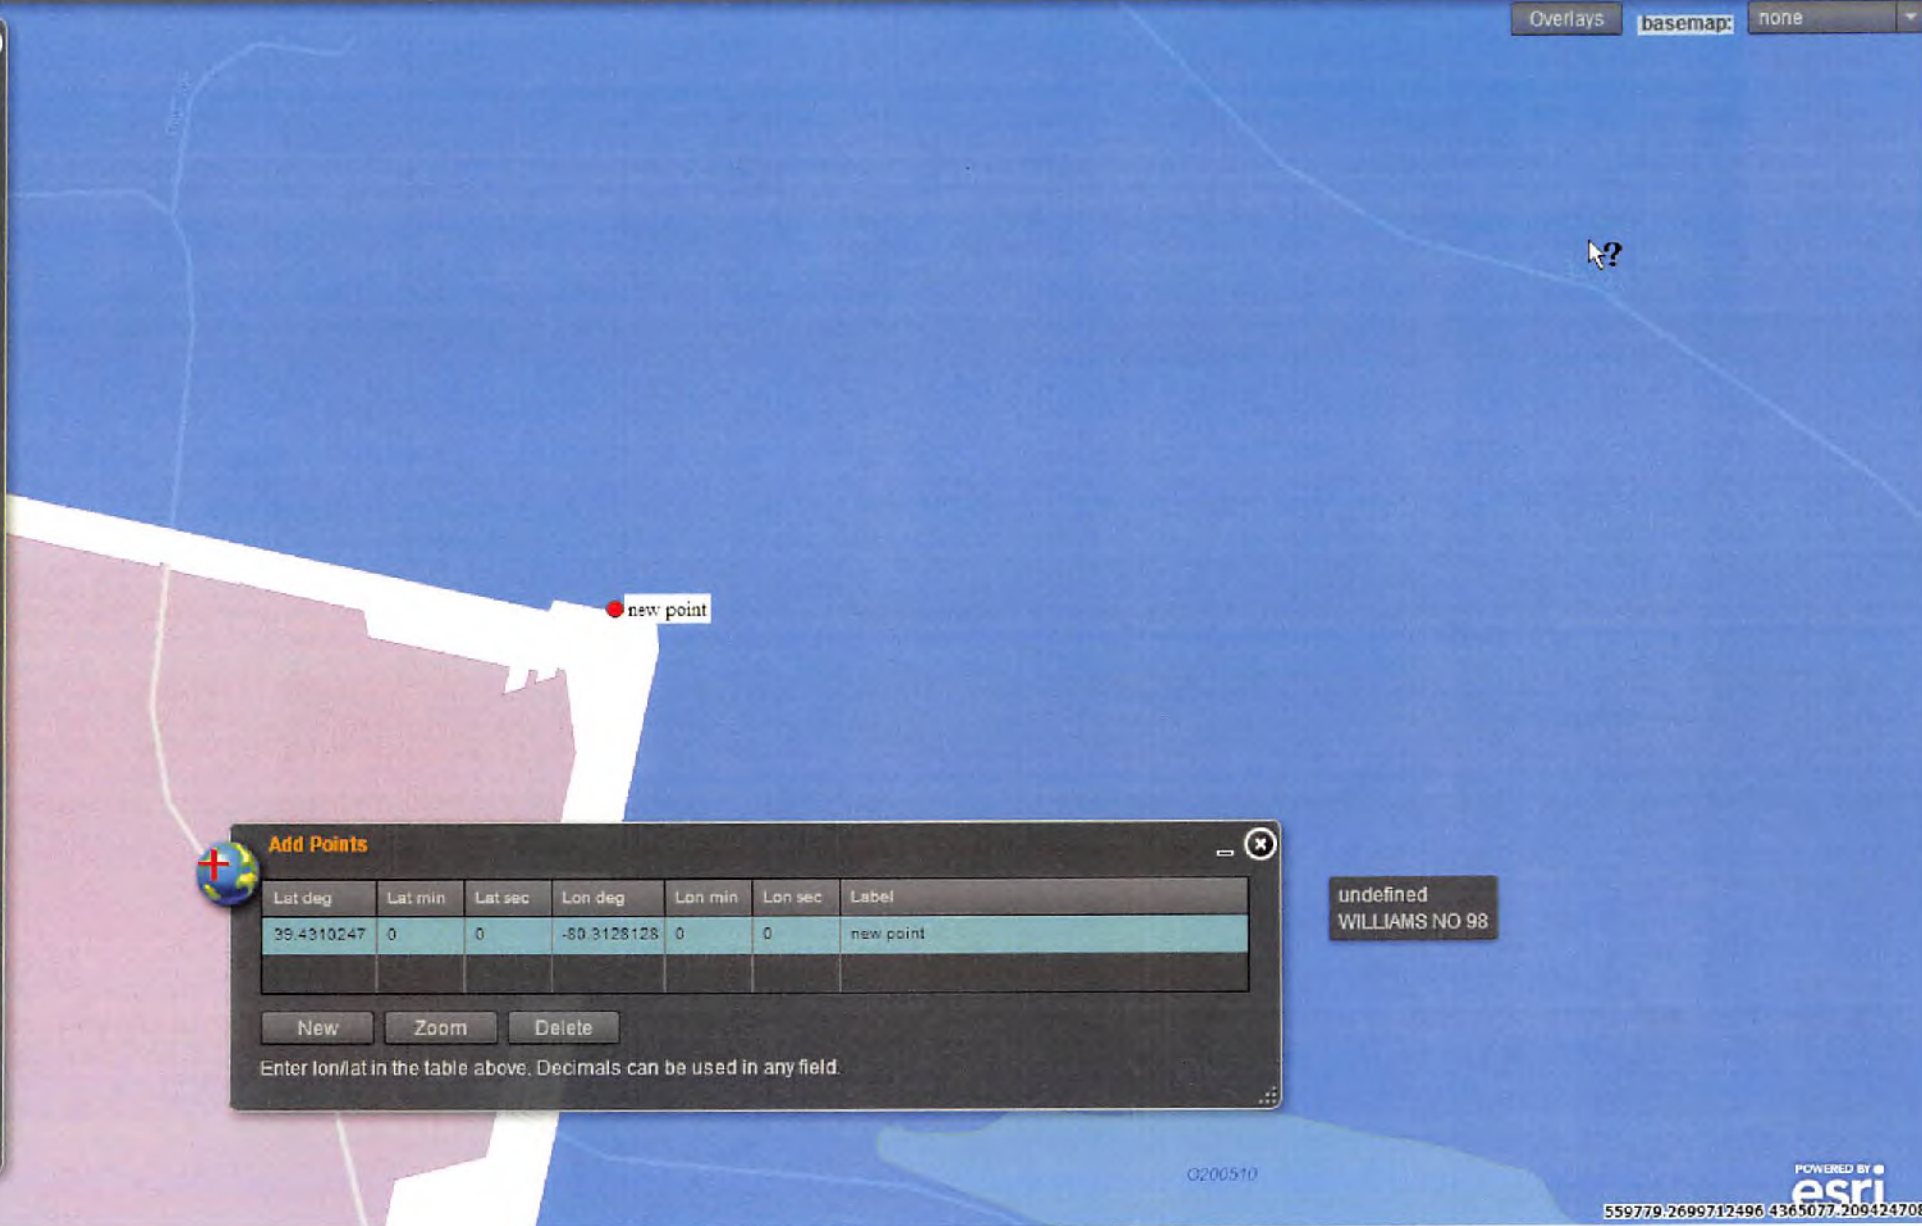 Overlays basemap: none
?
new point
Add Points
Lat deg Lat min Lat sec Lon deg Lon min Lon sec Label
39.4310247 0 0 -80.3128128 0 0 new point
undefined
WILLIAMS NO 98
New Zoom Delete
Enter lon/lat in the table above. Decimals can be used in any field.
O200510
POWERED BY
esri
559779.2699712496 4365077.209424708